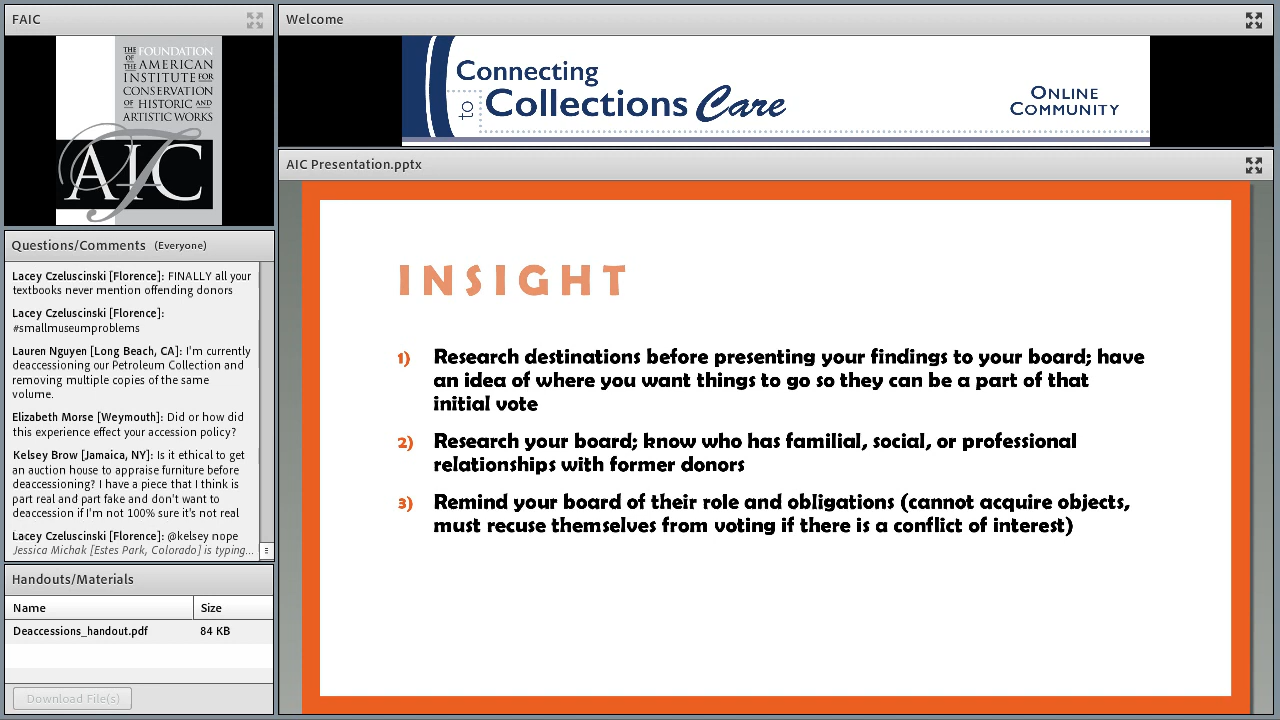 FAIC
THE FOUNDATION
OF THE AMERICAN
INSTITUTE FOR
CONSERVATION
OF HISTORIC AND
ARTISTIC WORKS
AIC
Questions/Comments (Everyone)
Lacey Czeluscinski [Florence]: FINALLY all your
textbooks never mention offending donors
Lacey Czeluscinski [Florence]:
#smallmuseumproblems
Lauren Nguyen [Long Beach, CA]: I'm currently
deaccessioning our Petroleum Collection and
removing multiple copies of the same
volume.
Elizabeth Morse [Weymouth]: Did or how did
this experience effect your accession policy?
Kelsey Brow [Jamaica, NY]: Is it ethical to get
an auction house to appraise furniture before
deaccessioning? I have a piece that I think is
part real and part fake and don't want to
deaccession if I'm not 100% sure it's not real
Lacey Czeluscinski [Florence]: @kelsey nope
Jessica Michak [Estes Park, Colorado] is typing...
Handouts/Materials
Name Size
Deaccessions_handout.pdf 84 KB
Download File(s)
Welcome
Connecting
to Collections Care
ONLINE
COMMUNITY
AIC Presentation.pptx
INSIGHT
1) Research destinations before presenting your findings to your board; have
an idea of where you want things to go so they can be a part of that
initial vote
2) Research your board; know who has familial, social, or professional
relationships with former donors
3) Remind your board of their role and obligations (cannot acquire objects,
must recuse themselves from voting if there is a conflict of interest)